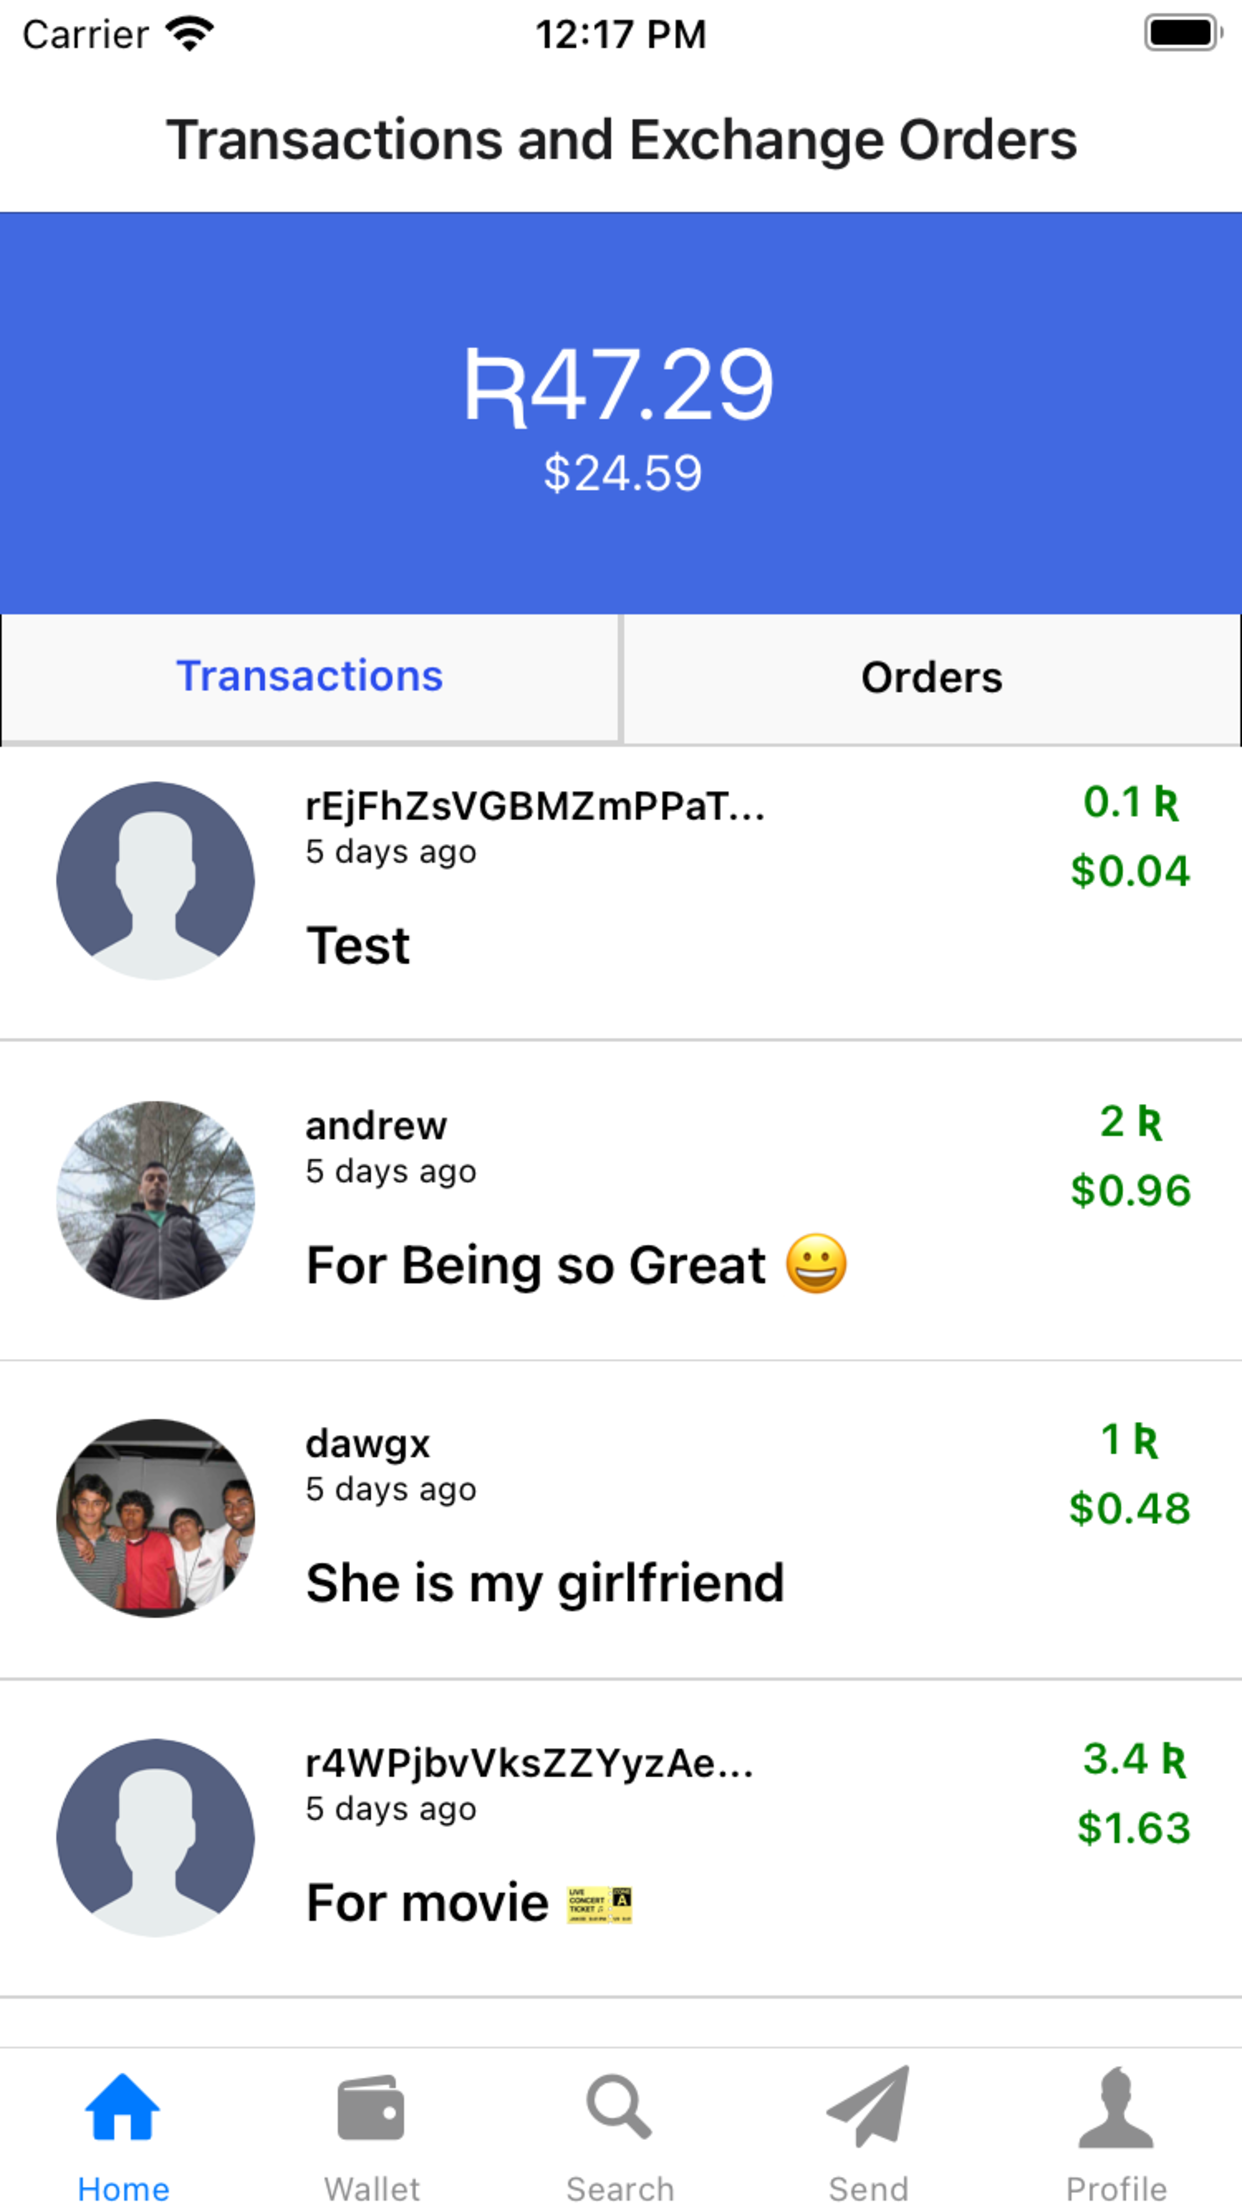 Carrier 12:17 PM
Transactions and Exchange Orders
Ʀ47.29
$24.59
Transactions Orders
rEjFhZsVGBMZmPPaT... 0.1 Ʀ
5 days ago
$0.04
Test
andrew 2 Ʀ
5 days ago
$0.96
For Being so Great 😀
dawgx 1 Ʀ
5 days ago
$0.48
She is my girlfriend
r4WPjbvVksZZYyzAe... 3.4 Ʀ
5 days ago
$1.63
For movie 🎫
Home Wallet Search Send Profile